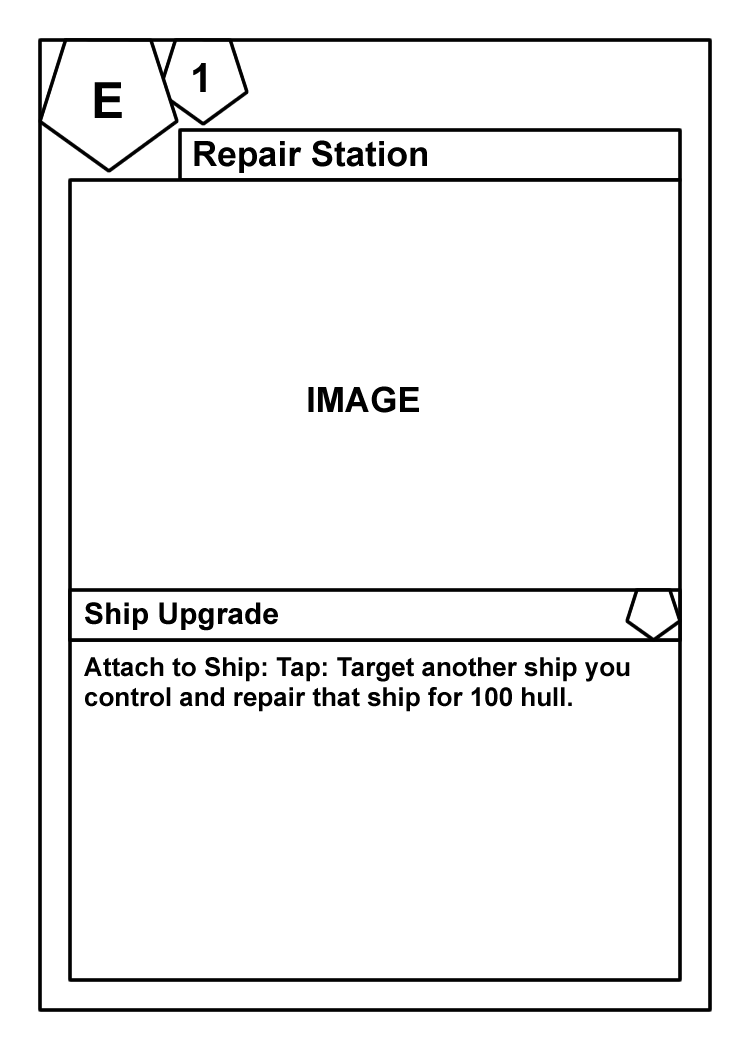 E
1
Repair Station
IMAGE
Ship Upgrade
Attach to Ship: Tap: Target another ship you
control and repair that ship for 100 hull.